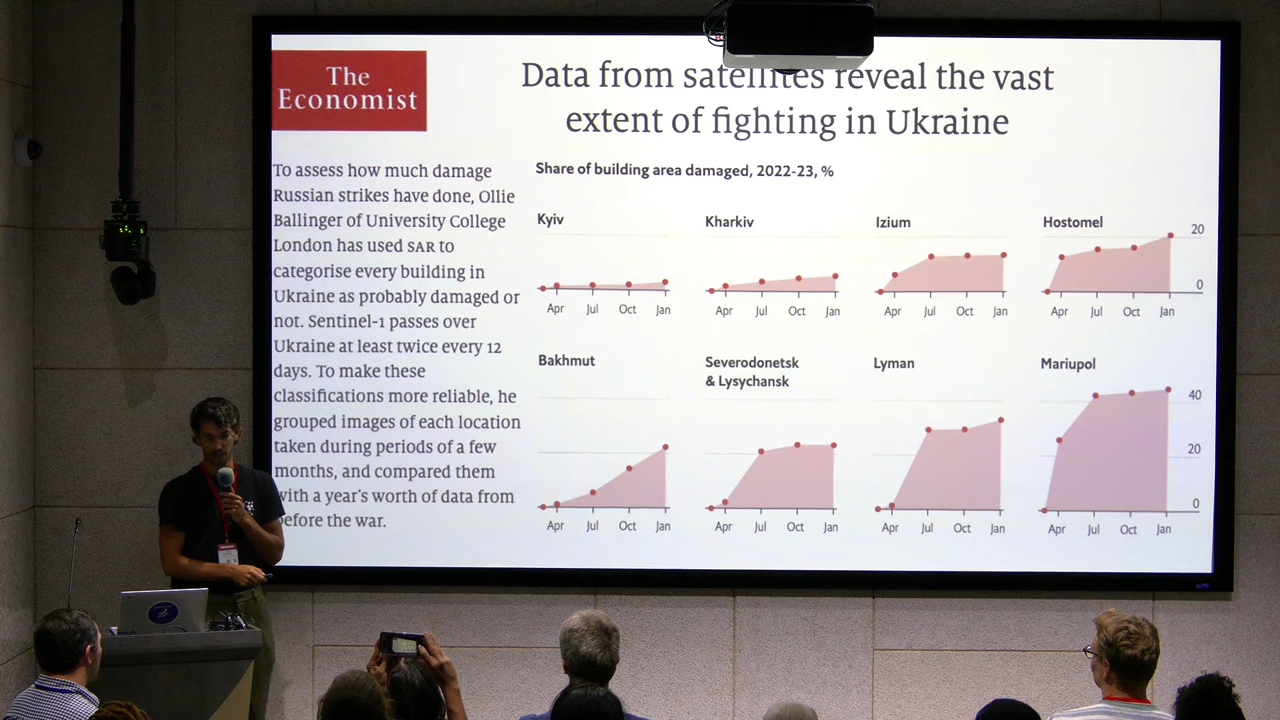 The
Economist
Data from satellites reveal the vast
extent of fighting in Ukraine
To assess how much damage
Russian strikes have done, Ollie
Ballinger of University College
London has used SAR to
categorise every building in
Ukraine as probably damaged or
not. Sentinel-1 passes over
Ukraine at least twice every 12
days. To make these
classifications more reliable, he
grouped images of each location
taken during periods of a few
months, and compared them
with a year's worth of data from
before the war.
Share of building area damaged, 2022-23, %
Kyiv
Apr Jul Oct Jan
Kharkiv
Apr Jul Oct Jan
Izium
Apr Jul Oct Jan
Hostomel
20
0
Apr Jul Oct Jan
Bakhmut
Apr Jul Oct Jan
Severodonetsk
& Lysychansk
Apr Jul Oct Jan
Lyman
Apr Jul Oct Jan
Mariupol
40
20
0
Apr Jul Oct Jan